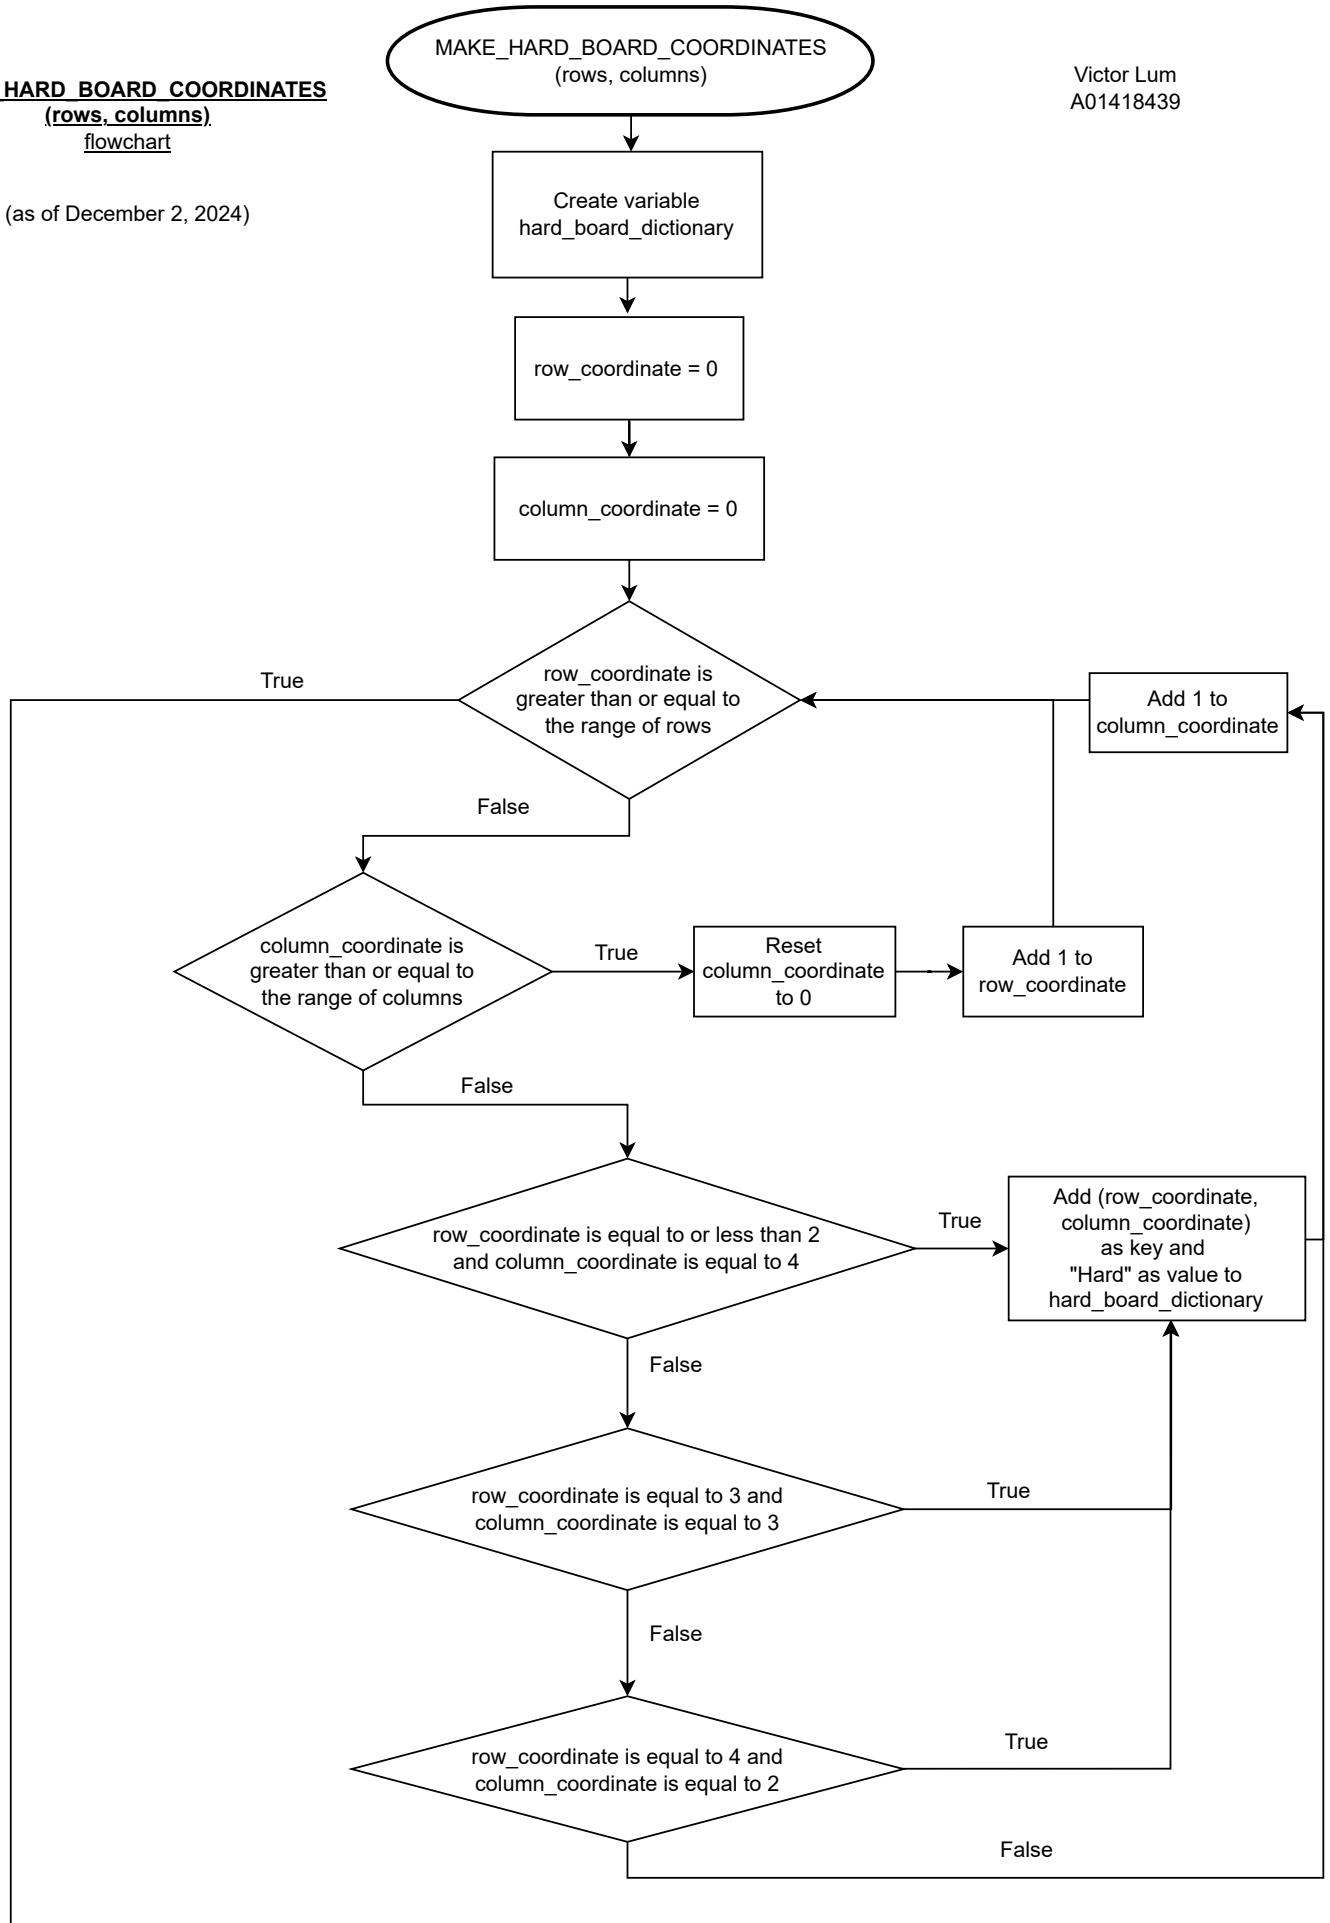 MAKE_HARD_BOARD_COORDINATES
(rows, columns)
_HARD_BOARD_COORDINATES
(rows, columns)
flowchart
Victor Lum
A01418439
(as of December 2, 2024)
Create variable
hard_board_dictionary
row_coordinate = 0
column_coordinate = 0
True
row_coordinate is
greater than or equal to
the range of rows
Add 1 to
column_coordinate
False
column_coordinate is
greater than or equal to
the range of columns
True
Reset
column_coordinate
to 0
Add 1 to
row_coordinate
False
row_coordinate is equal to or less than 2
and column_coordinate is equal to 4
True
Add (row_coordinate,
column_coordinate)
as key and
"Hard" as value to
hard_board_dictionary
False
row_coordinate is equal to 3 and
column_coordinate is equal to 3
True
False
row_coordinate is equal to 4 and
column_coordinate is equal to 2
True
False